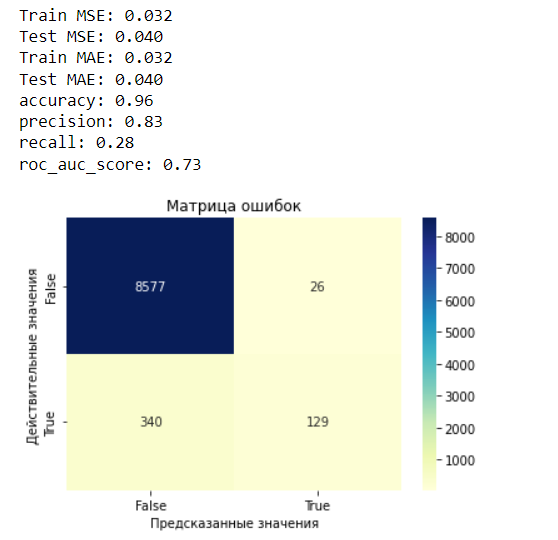 Train MSE: 0.032
Test MSE: 0.040
Train MAE: 0.032
Test MAE: 0.040
accuracy: 0.96
precision: 0.83
recall: 0.28
roc_auc_score: 0.73
Матрица ошибок
Действительные значения
False
True
8577
26
340
129
False
True
Предсказанные значения
8000
7000
6000
5000
4000
3000
2000
1000